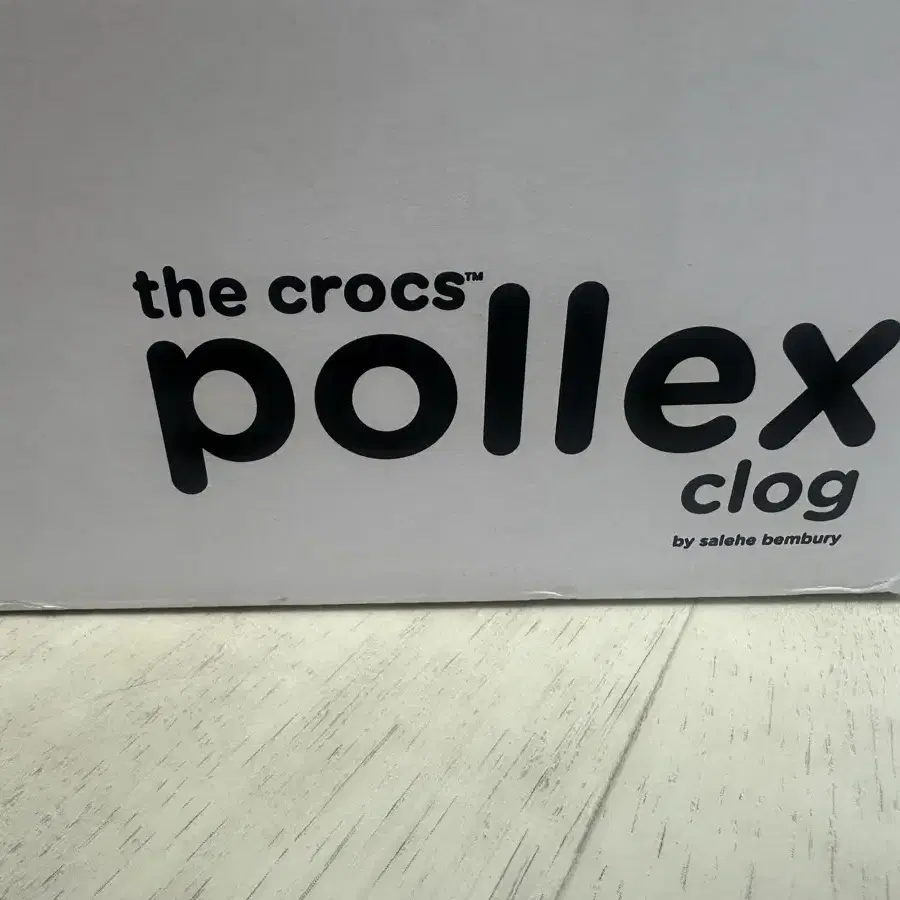 the crocs™
pollex
clog
by salehe bembury